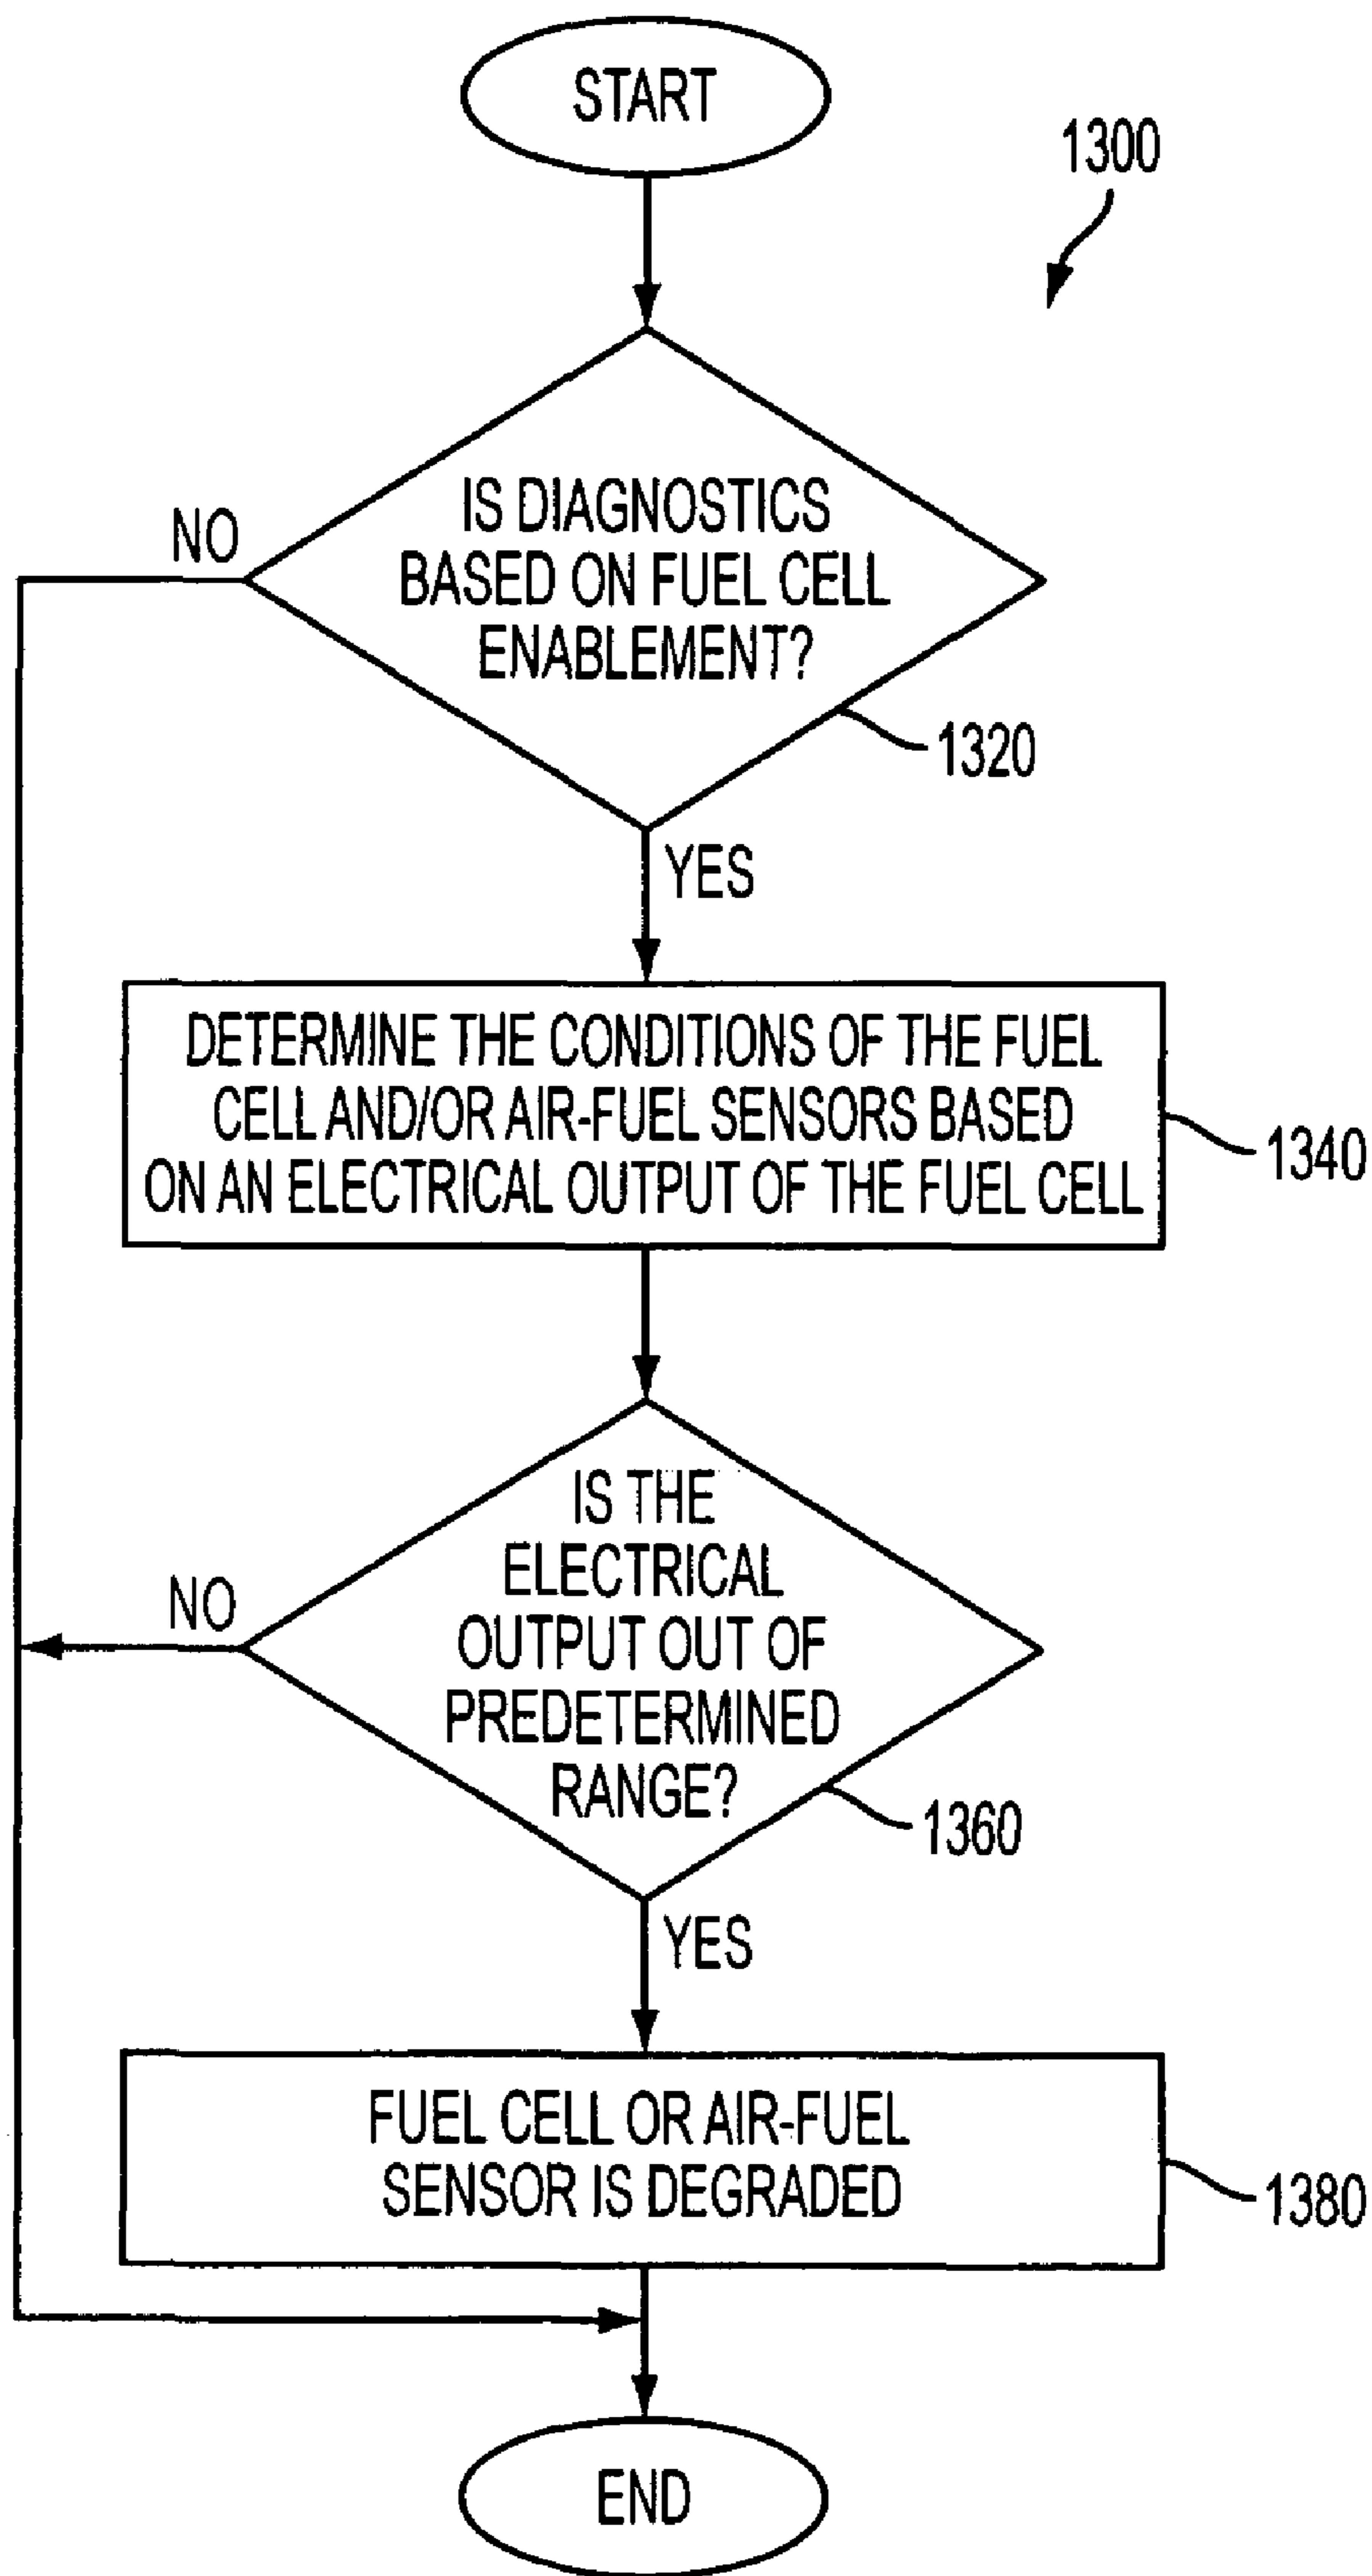 START
1300
IS DIAGNOSTICS
BASED ON FUEL CELL
ENABLEMENT?
NO
1320
YES
DETERMINE THE CONDITIONS OF THE FUEL
CELL AND/OR AIR-FUEL SENSORS BASED
ON AN ELECTRICAL OUTPUT OF THE FUEL CELL
1340
IS THE
ELECTRICAL
OUTPUT OUT OF
PREDETERMINED
RANGE?
NO
1360
YES
FUEL CELL OR AIR-FUEL
SENSOR IS DEGRADED
1380
END